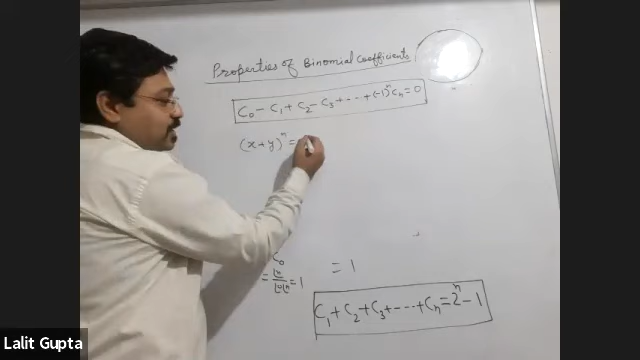 Properties of Binomial Coefficients
C₀ - C₁ + C₂ - C₃ + --- + (-1)ⁿ Cₙ = 0
(x+y)ⁿ =
C₀
= 1
= 1
C₁ + C₂ + C₃ + --- + Cₙ = 2ⁿ - 1
Lalit Gupta